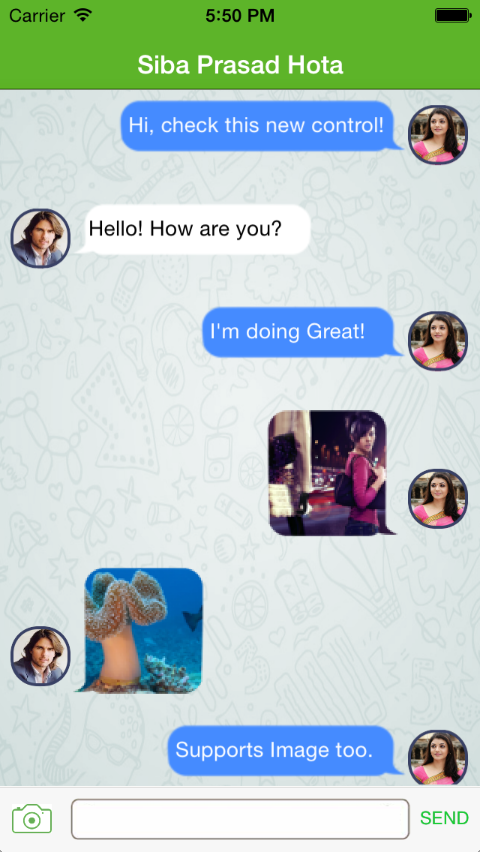 Carrier 5:50 PM
Siba Prasad Hota
Hi, check this new control!
Hello! How are you?
I'm doing Great!
Supports Image too.
SEND